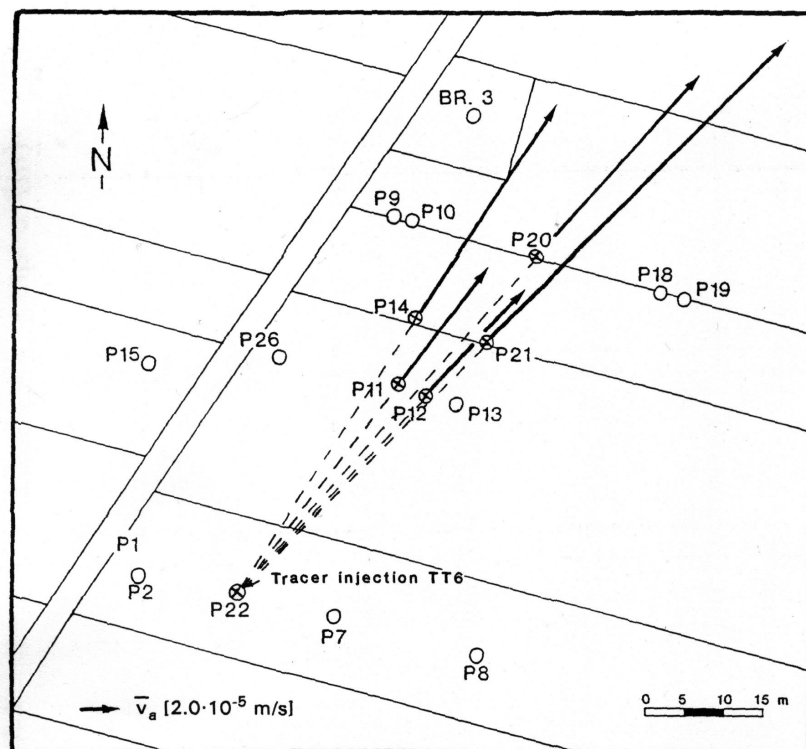 BR. 3
N
P9
P10
P20
P18
P19
P14
P26
P21
P15
P11
P12
P13
P1
Tracer injection TT6
P2
P22
P7
P8
v̅a [2.0·10⁻⁵ m/s]
0 5 10 15 m